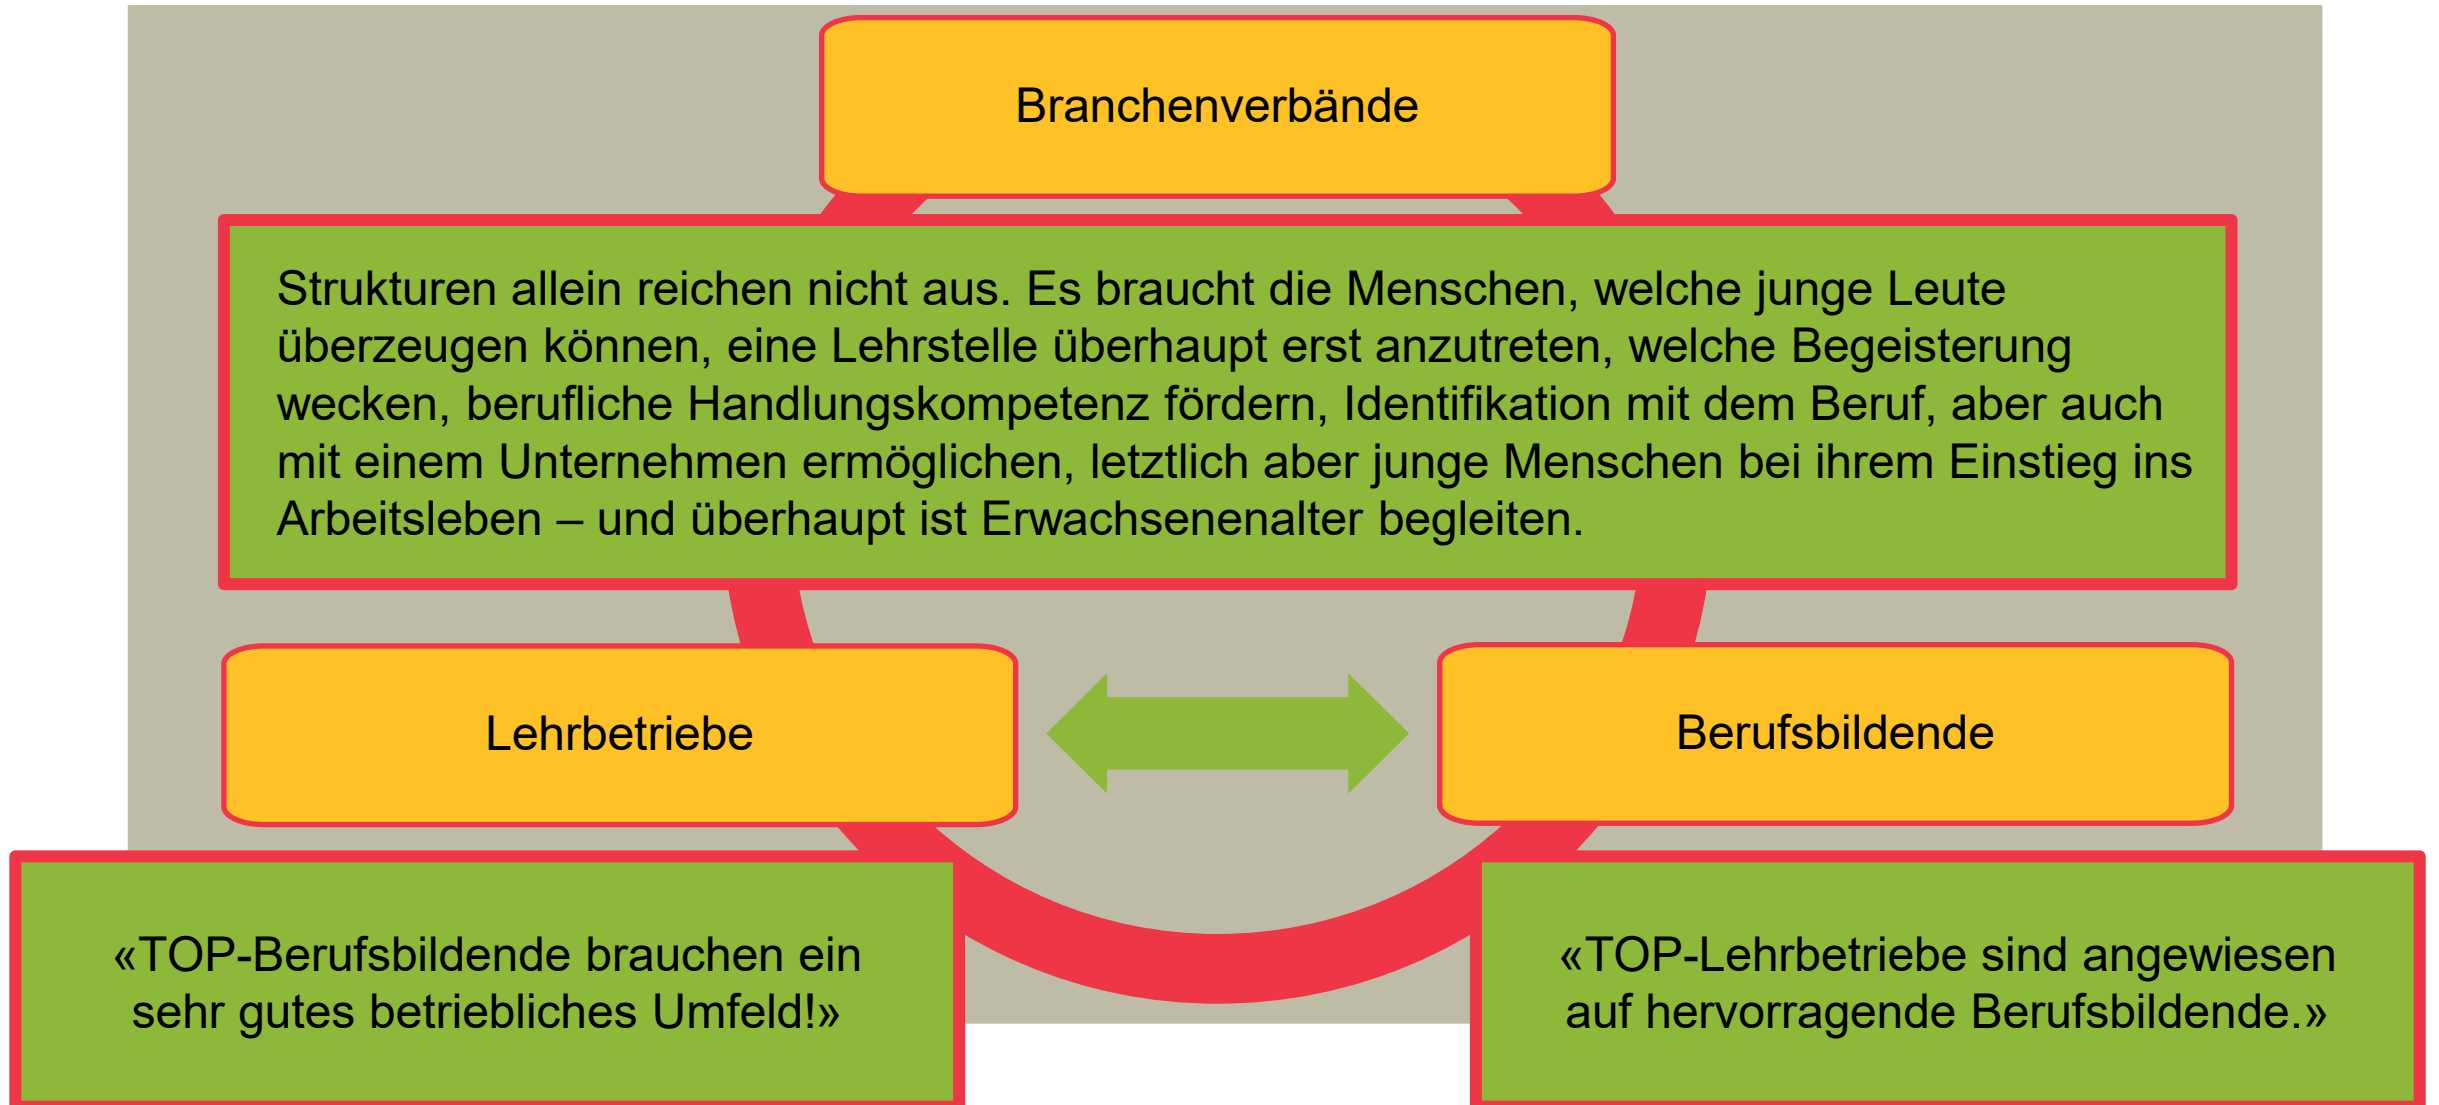 Branchenverbände
Strukturen allein reichen nicht aus. Es braucht die Menschen, welche junge Leute
überzeugen können, eine Lehrstelle überhaupt erst anzutreten, welche Begeisterung
wecken, berufliche Handlungskompetenz fördern, Identifikation mit dem Beruf, aber auch
mit einem Unternehmen ermöglichen, letztlich aber junge Menschen bei ihrem Einstieg ins
Arbeitsleben – und überhaupt ist Erwachsenenalter begleiten.
Lehrbetriebe
Berufsbildende
«TOP-Berufsbildende brauchen ein
sehr gutes betriebliches Umfeld!»
«TOP-Lehrbetriebe sind angewiesen
auf hervorragende Berufsbildende.»